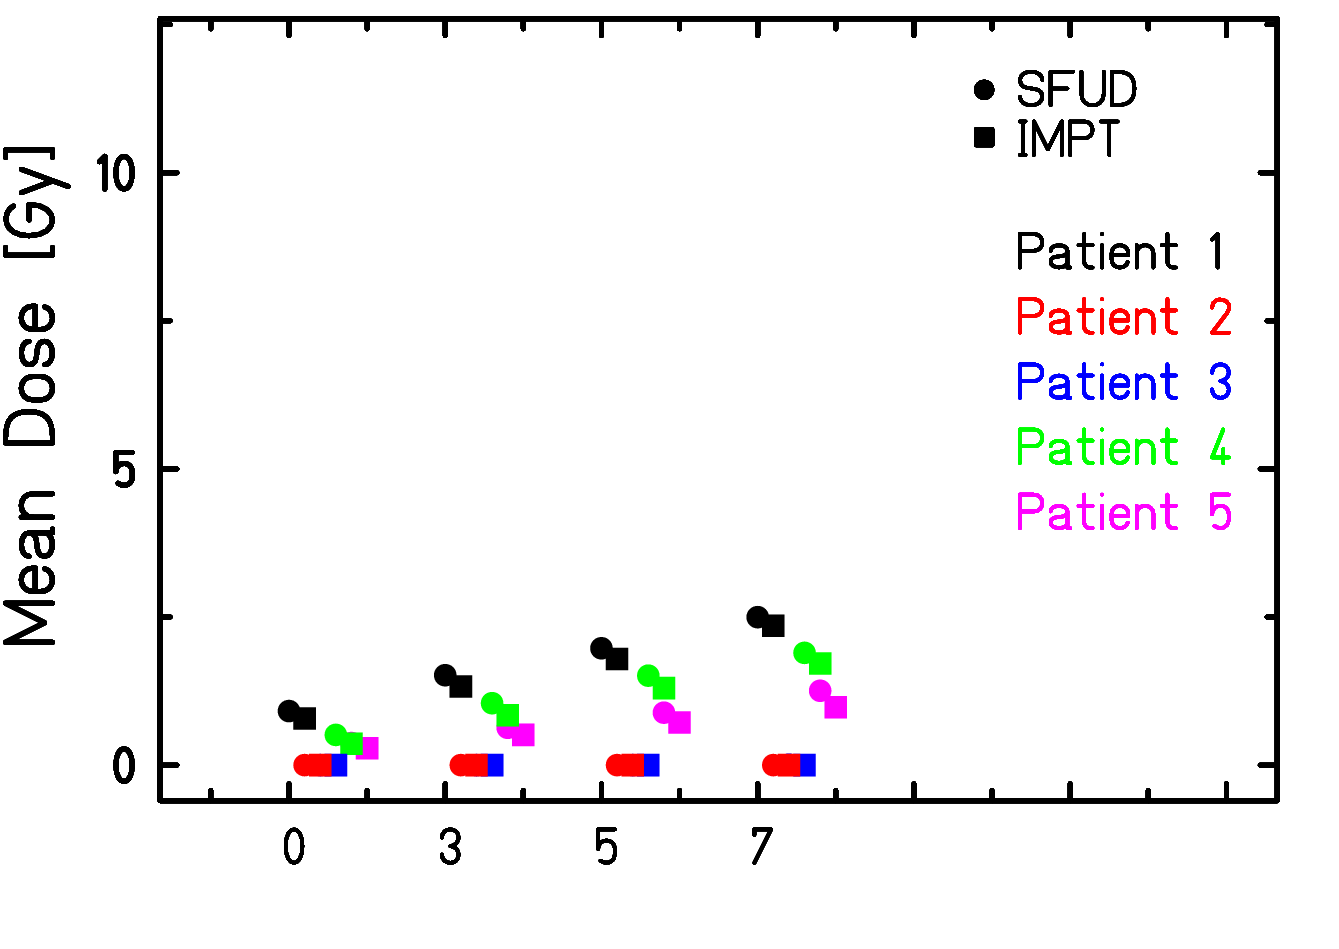 Mean Dose [Gy]
10
5
0
0 3 5 7
SFUD
IMPT
Patient 1
Patient 2
Patient 3
Patient 4
Patient 5